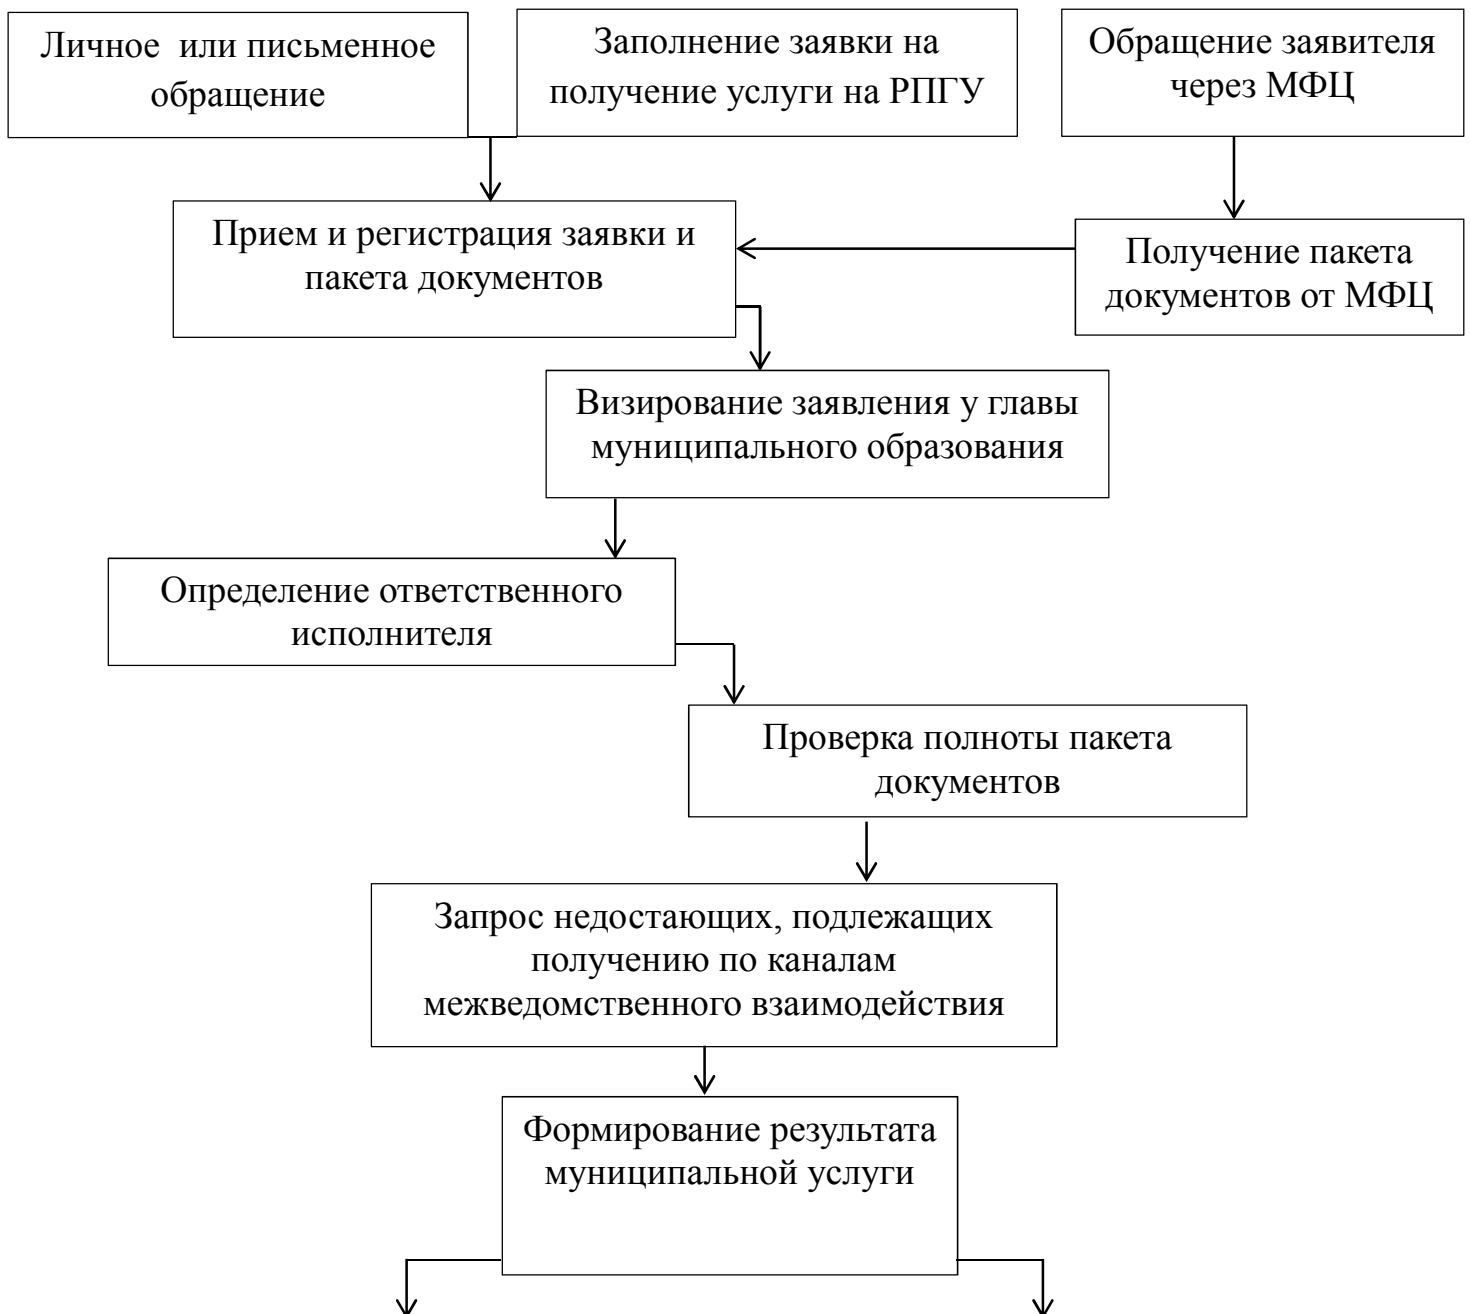 Личное или письменное
обращение
Заполнение заявки на
получение услуги на РПГУ
Обращение заявителя
через МФЦ
Прием и регистрация заявки и
пакета документов
Получение пакета
документов от МФЦ
Визирование заявления у главы
муниципального образования
Определение ответственного
исполнителя
Проверка полноты пакета
документов
Запрос недостающих, подлежащих
получению по каналам
межведомственного взаимодействия
Формирование результата
муниципальной услуги